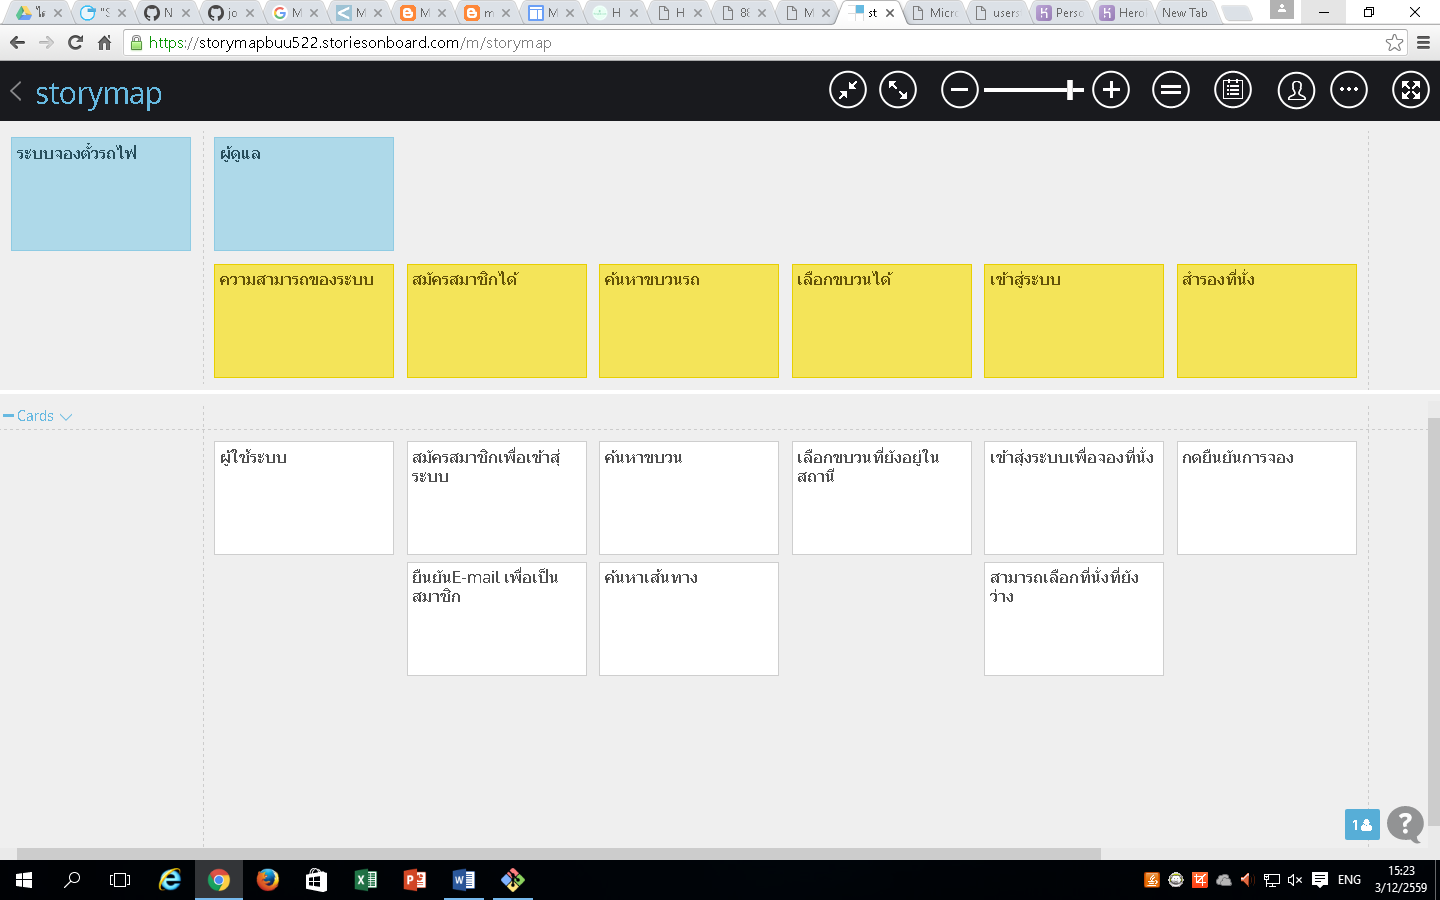 ไฟ
"S
N
jo
M
M
M
m
M
H
H
88
M
st
Micro
users
Perso
Hero
New Tab
https://storymapbuu522.storiesonboard.com/m/storymap
storymap
ระบบจองตั๋วรถไฟ
ผู้ดูแล
ความสามารถของระบบ
สมัครสมาชิกได้
ค้นหาขบวนรถ
เลือกขบวนได้
เข้าสู่ระบบ
สำรองที่นั่ง
Cards
ผู้ใช้ระบบ
สมัครสมาชิกเพื่อเข้าสู่
ระบบ
ค้นหาขบวน
เลือกขบวนที่ยังอยู่ใน
สถานี
เข้าสุ่งระบบเพื่อจองที่นั่ง
กดยืนยันการจอง
ยืนยันE-mail เพื่อเป็น
สมาชิก
ค้นหาเส้นทาง
สามารถเลือกที่นั่งที่ยัง
ว่าง
1
?
ENG
15:23
3/12/2559